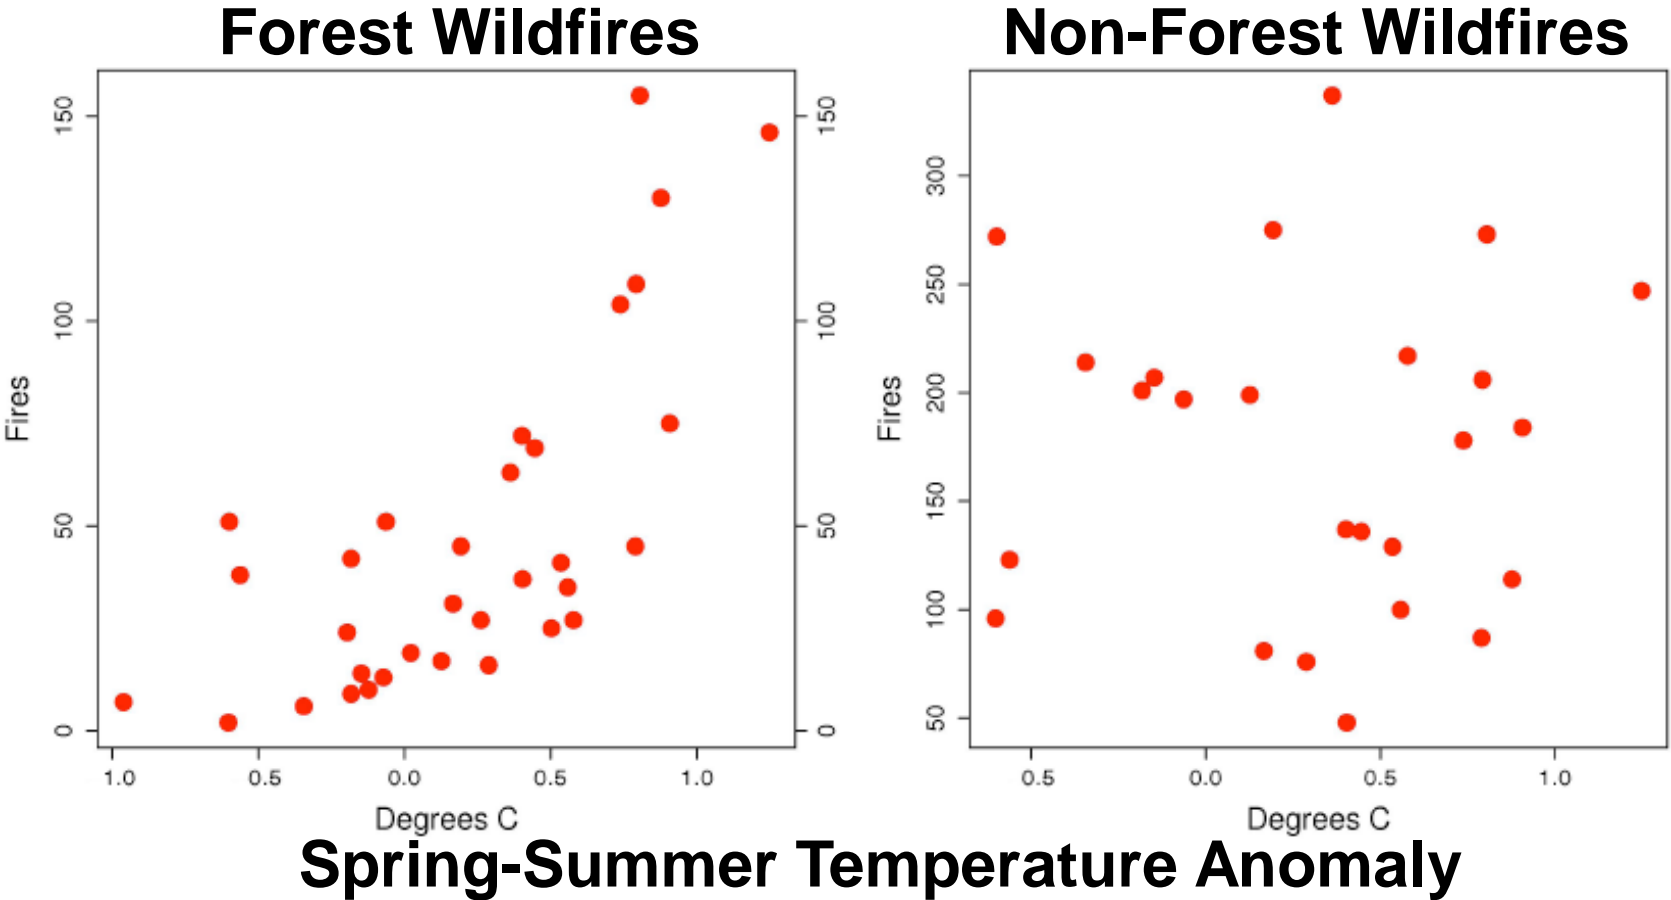 Forest Wildfires
Non-Forest Wildfires
150
100
50
0
150
100
50
0
Fires
1.0 0.5 0.0 0.5 1.0
Degrees C
300
250
200
150
100
50
Fires
0.5 0.0 0.5 1.0
Degrees C
Spring-Summer Temperature Anomaly